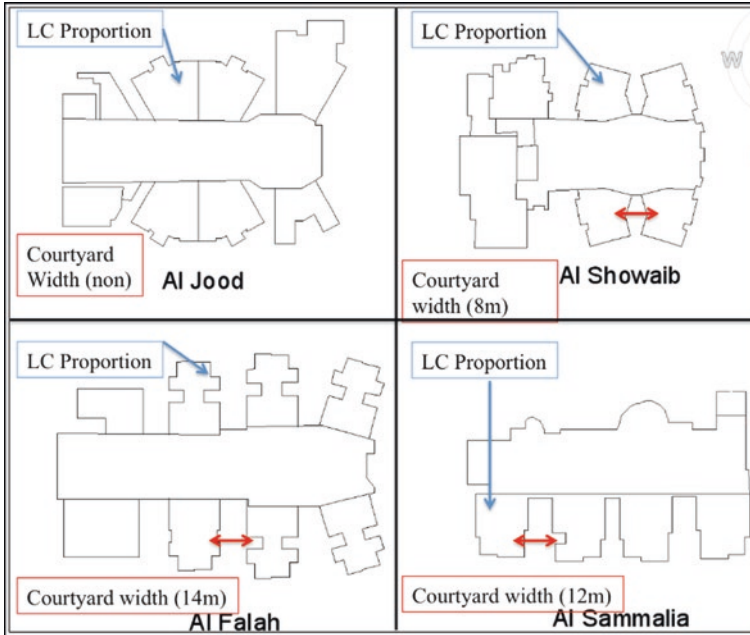 LC Proportion
Courtyard
Width (non)
Al Jood
LC Proportion
W
Courtyard
width (8m)
Al Showaib
LC Proportion
Courtyard width (14m)
Al Falah
LC Proportion
Courtyard width (12m)
Al Sammalia